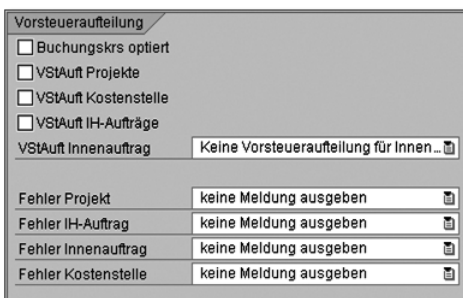 Vorsteueraufteilung
Buchungskrs optiert
VStAuft Projekte
VStAuft Kostenstelle
VStAuft IH-Aufträge
VStAuft Innenauftrag Keine Vorsteueraufteilung für Innen...
Fehler Projekt keine Meldung ausgeben
Fehler IH-Auftrag keine Meldung ausgeben
Fehler Innenauftrag keine Meldung ausgeben
Fehler Kostenstelle keine Meldung ausgeben